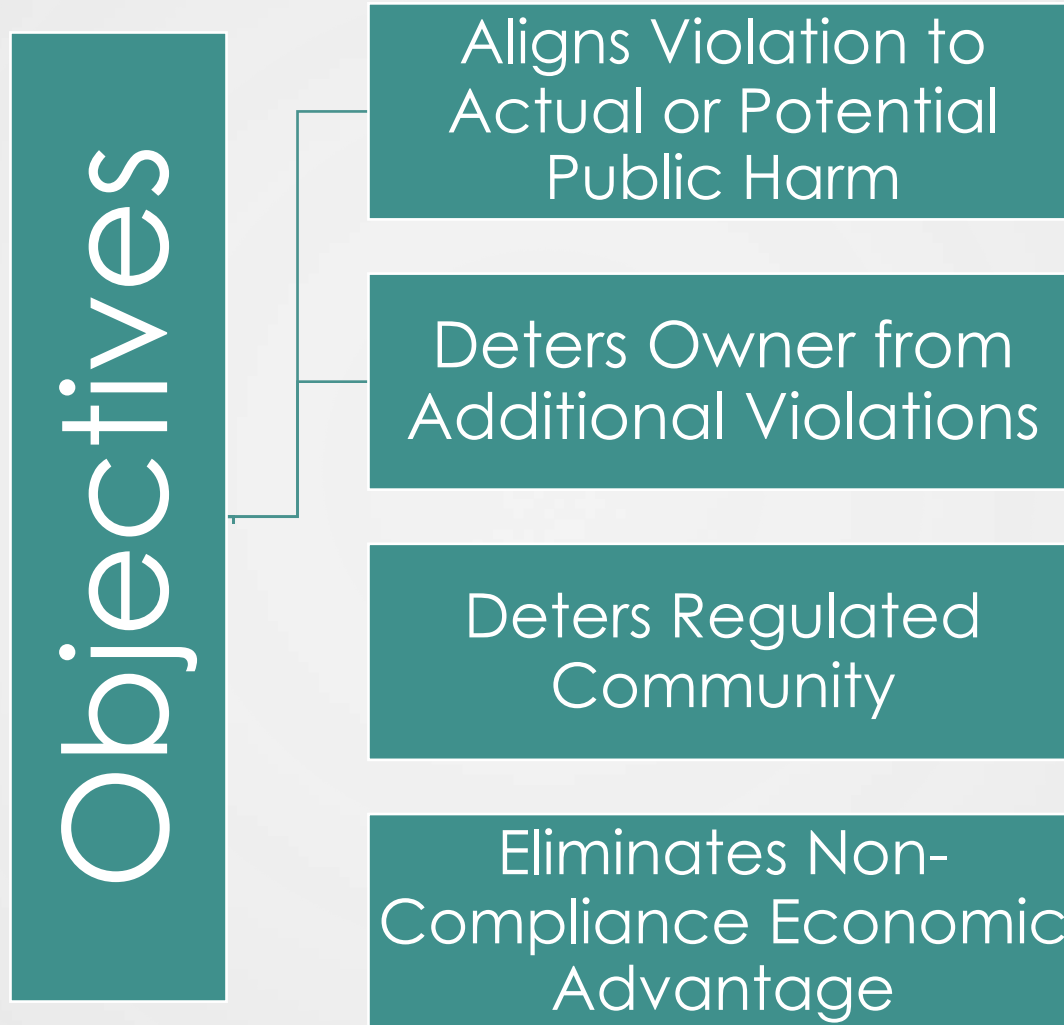 Objectives
Aligns Violation to
Actual or Potential
Public Harm
Deters Owner from
Additional Violations
Deters Regulated
Community
Eliminates Non-
Compliance Economic
Advantage